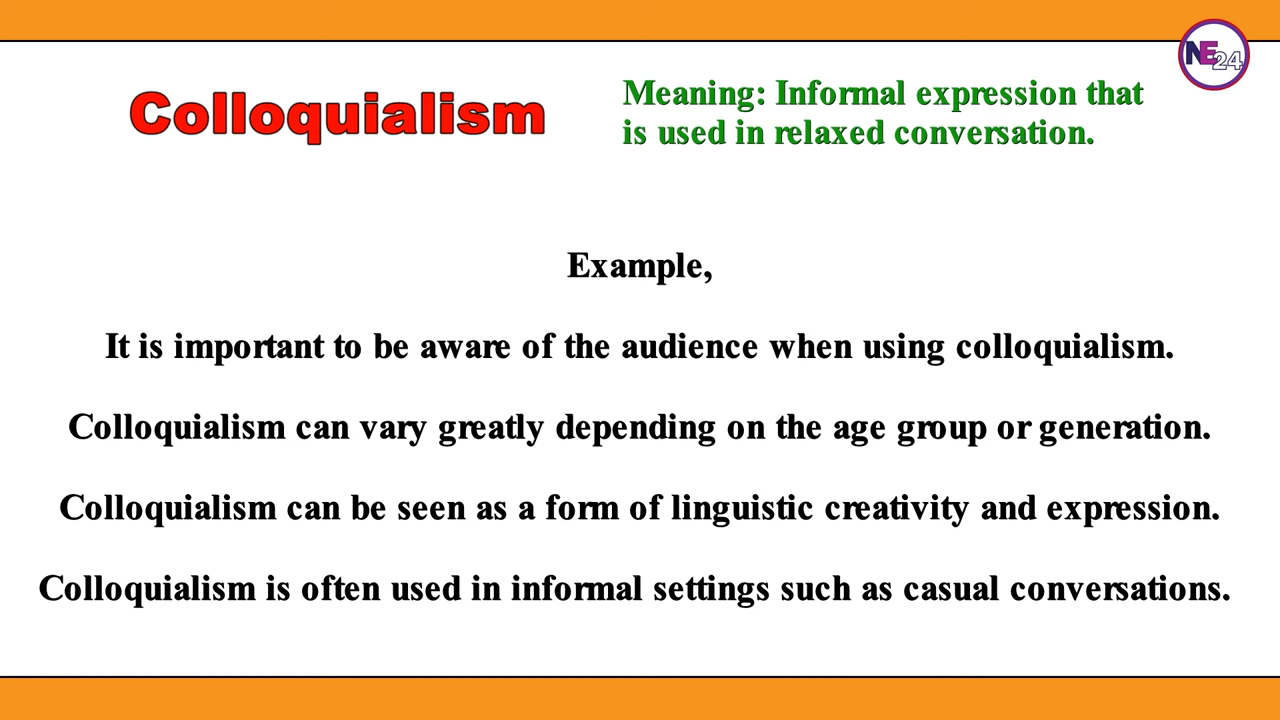 NE24
Colloquialism
Meaning: Informal expression that
is used in relaxed conversation.
Example,
It is important to be aware of the audience when using colloquialism.
Colloquialism can vary greatly depending on the age group or generation.
Colloquialism can be seen as a form of linguistic creativity and expression.
Colloquialism is often used in informal settings such as casual conversations.